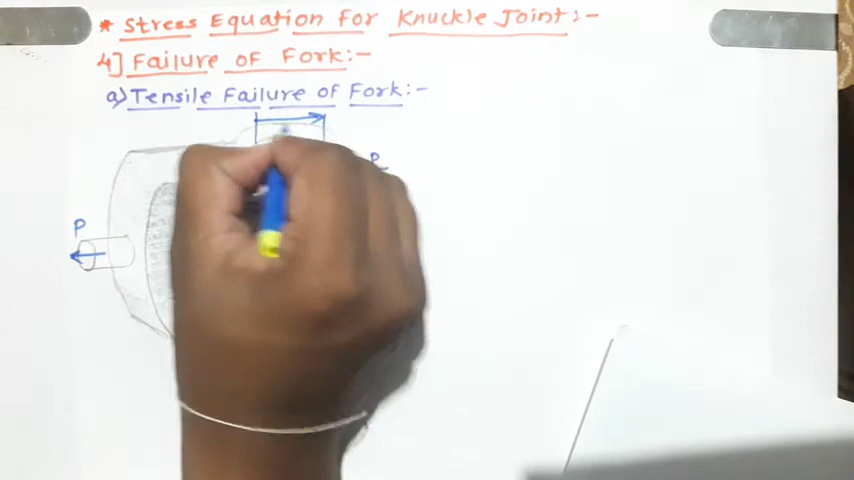 * Stress Equation for Knuckle Joint:-
4] Failure of Fork:-
a) Tensile Failure of Fork:-
P